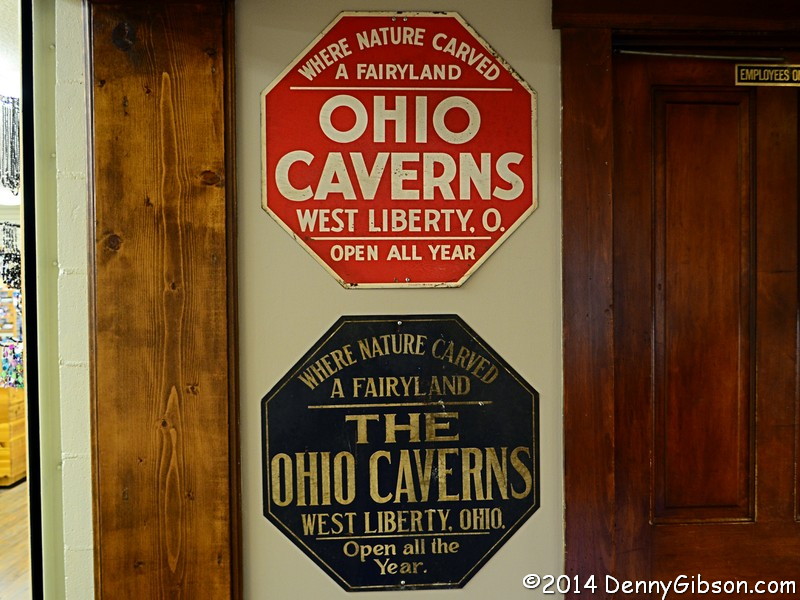 WHERE NATURE CARVED
A FAIRYLAND
OHIO
CAVERNS
WEST LIBERTY, O.
OPEN ALL YEAR
EMPLOYEES
WHERE NATURE CARVED
A FAIRYLAND
THE
OHIO CAVERNS
WEST LIBERTY, OHIO.
Open all the
Year.
©2014 DennyGibson.com